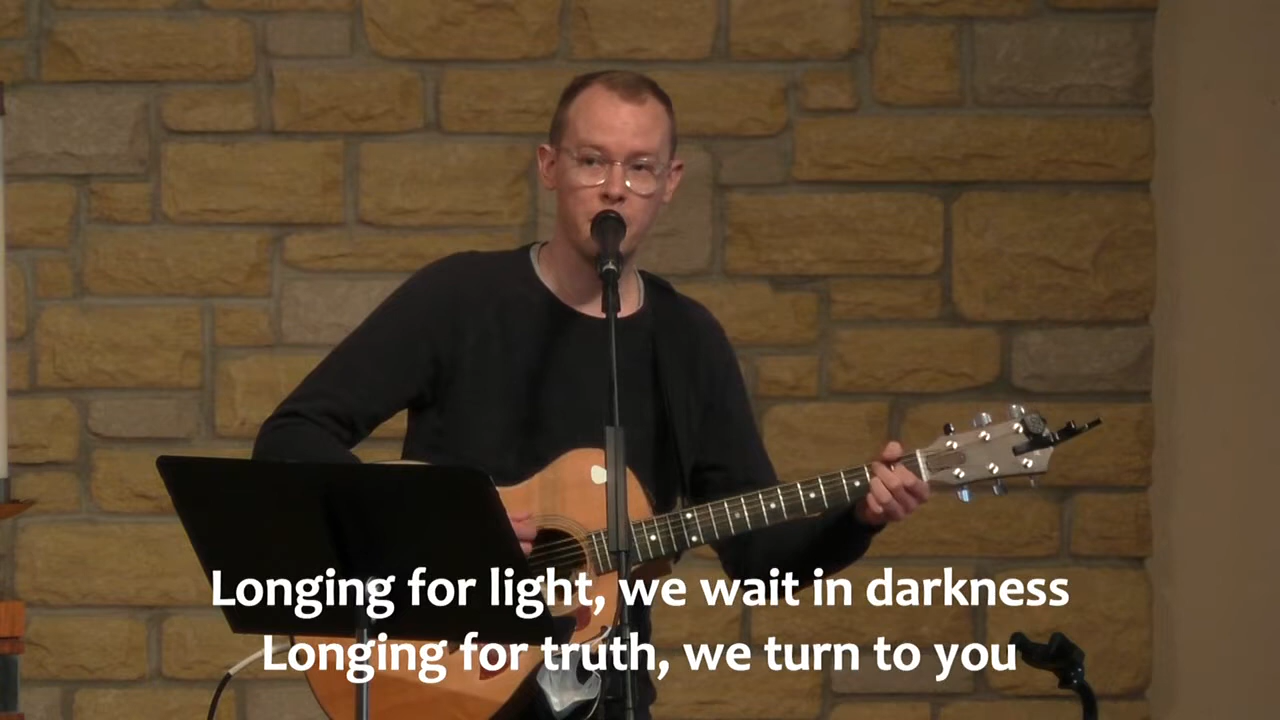 Longing for light, we wait in darkness
Longing for truth, we turn to you